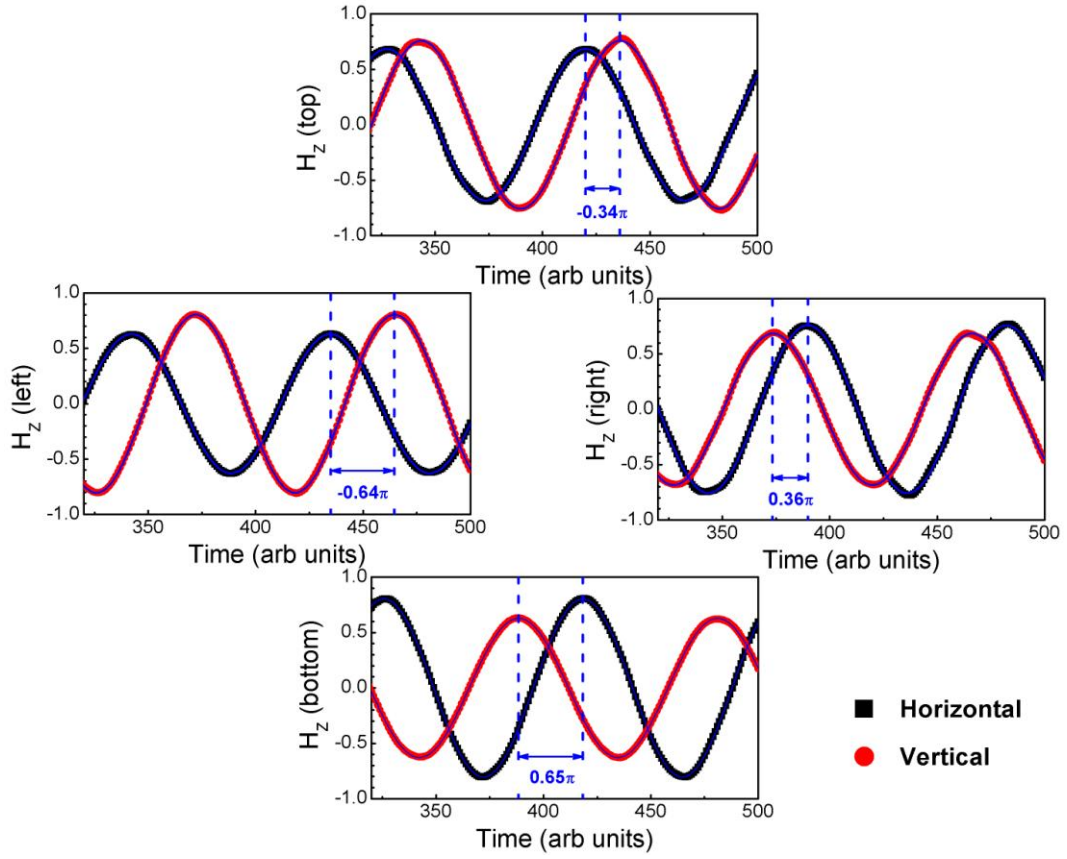 1.0
0.5
0.0
-0.5
-1.0
H_z (top)
-0.34π
350 400 450 500
Time (arb units)
1.0
0.5
0.0
-0.5
-1.0
H_z (left)
-0.64π
350 400 450 500
Time (arb units)
1.0
0.5
0.0
-0.5
-1.0
H_z (right)
0.36π
350 400 450 500
Time (arb units)
1.0
0.5
0.0
-0.5
-1.0
H_z (bottom)
0.65π
350 400 450 500
Time (arb units)
Horizontal
Vertical